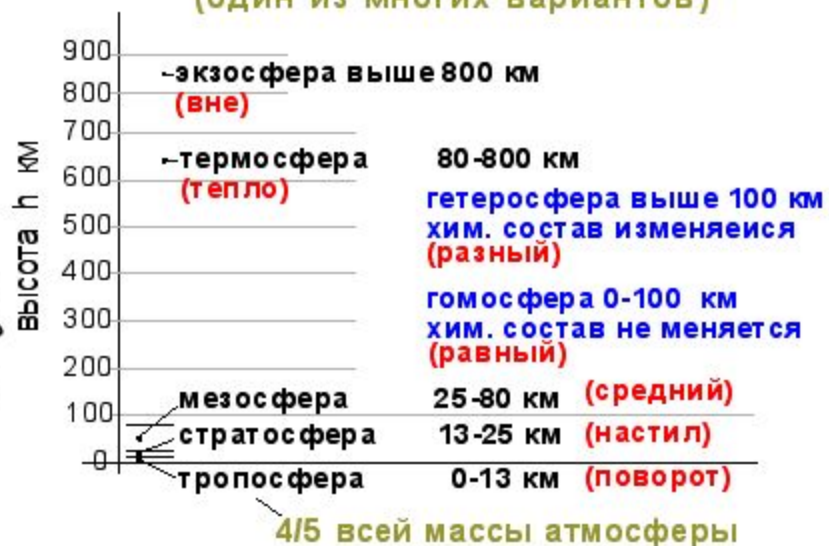 (один из многих вариантов)
900
экзосфера выше 800 км
800
(вне)
700
термосфера 80-800 км
600
(тепло)
гетеросфера выше 100 км
500
хим. состав изменяеися
(разный)
400
гомосфера 0-100 км
300
хим. состав не меняется
(равный)
200
мезосфера 25-80 км (средний)
100
стратосфера 13-25 км (настил)
0
тропосфера 0-13 км (поворот)
4/5 всей массы атмосферы
высота h км